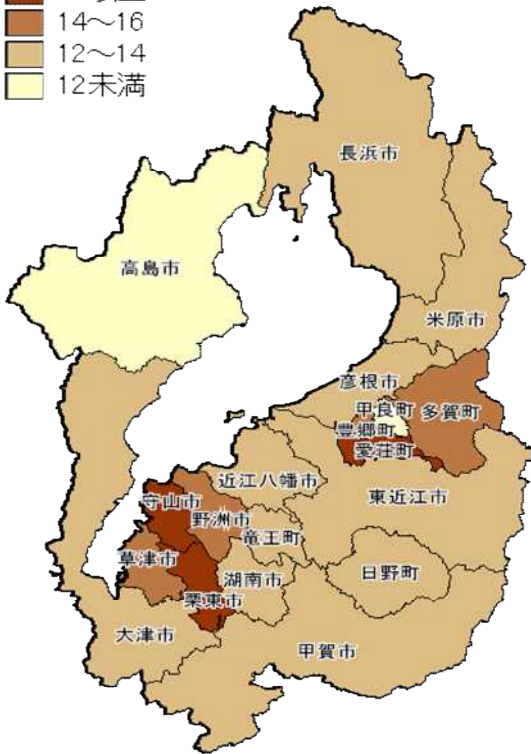 14～16
12～14
12未満
長浜市
高島市
米原市
彦根市
甲良町
多賀町
豊郷町
愛荘町
近江八幡市
東近江市
守山市
野洲市
竜王町
草津市
湖南市
日野町
栗東市
大津市
甲賀市